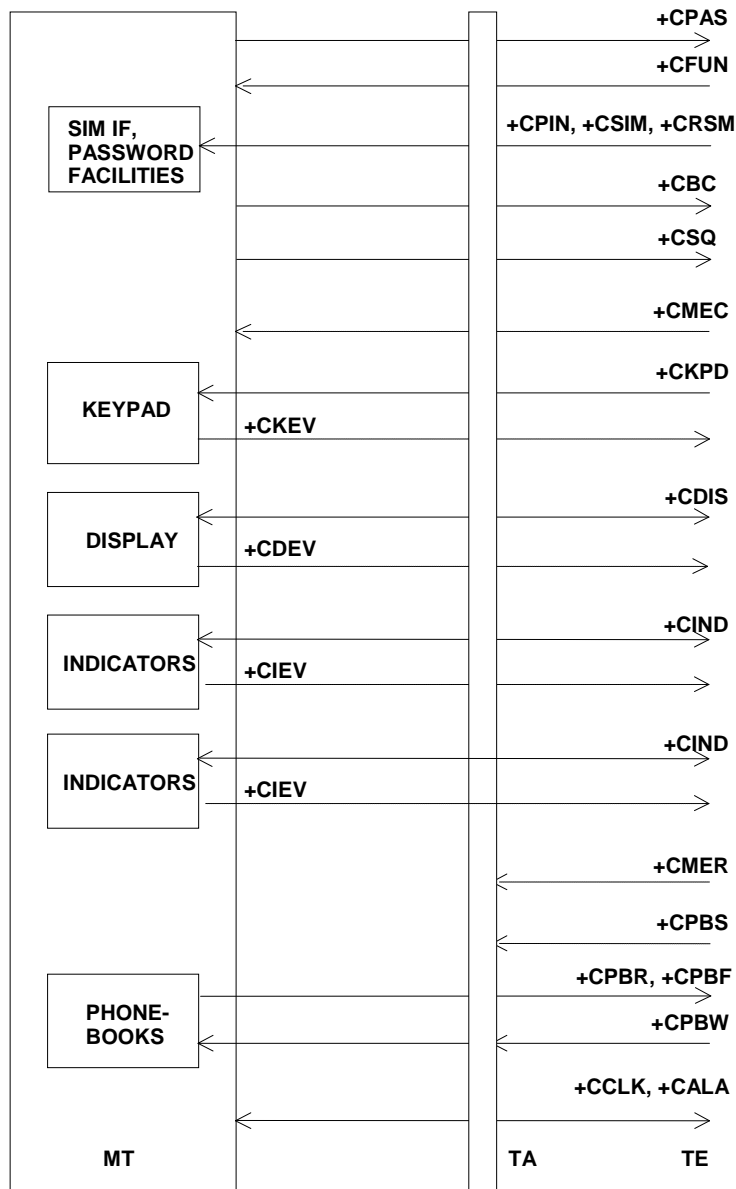 +CPAS
+CFUN
SIM IF,
PASSWORD
FACILITIES
+CPIN, +CSIM, +CRSM
+CBC
+CSQ
+CMEC
+CKPD
KEYPAD
+CKEV
+CDIS
DISPLAY
+CDEV
+CIND
INDICATORS
+CIEV
+CIND
INDICATORS
+CIEV
+CMER
+CPBS
+CPBR, +CPBF
PHONE-
BOOKS
+CPBW
+CCLK, +CALA
MT TA TE